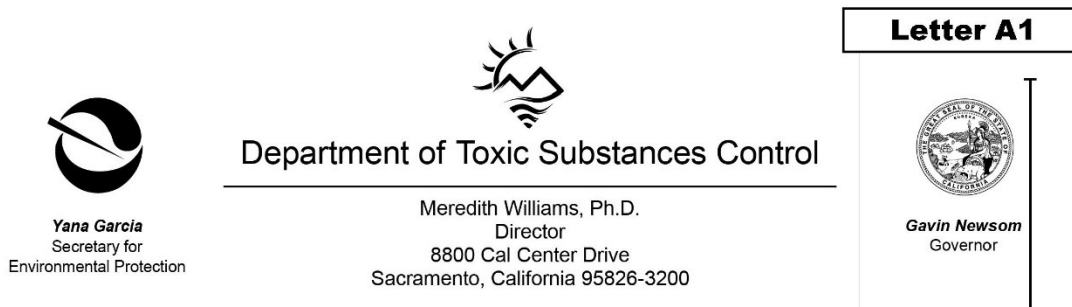 Letter A1
Department of Toxic Substances Control
Yana Garcia
Secretary for
Environmental Protection
Meredith Williams, Ph.D.
Director
8800 Cal Center Drive
Sacramento, California 95826-3200
Gavin Newsom
Governor